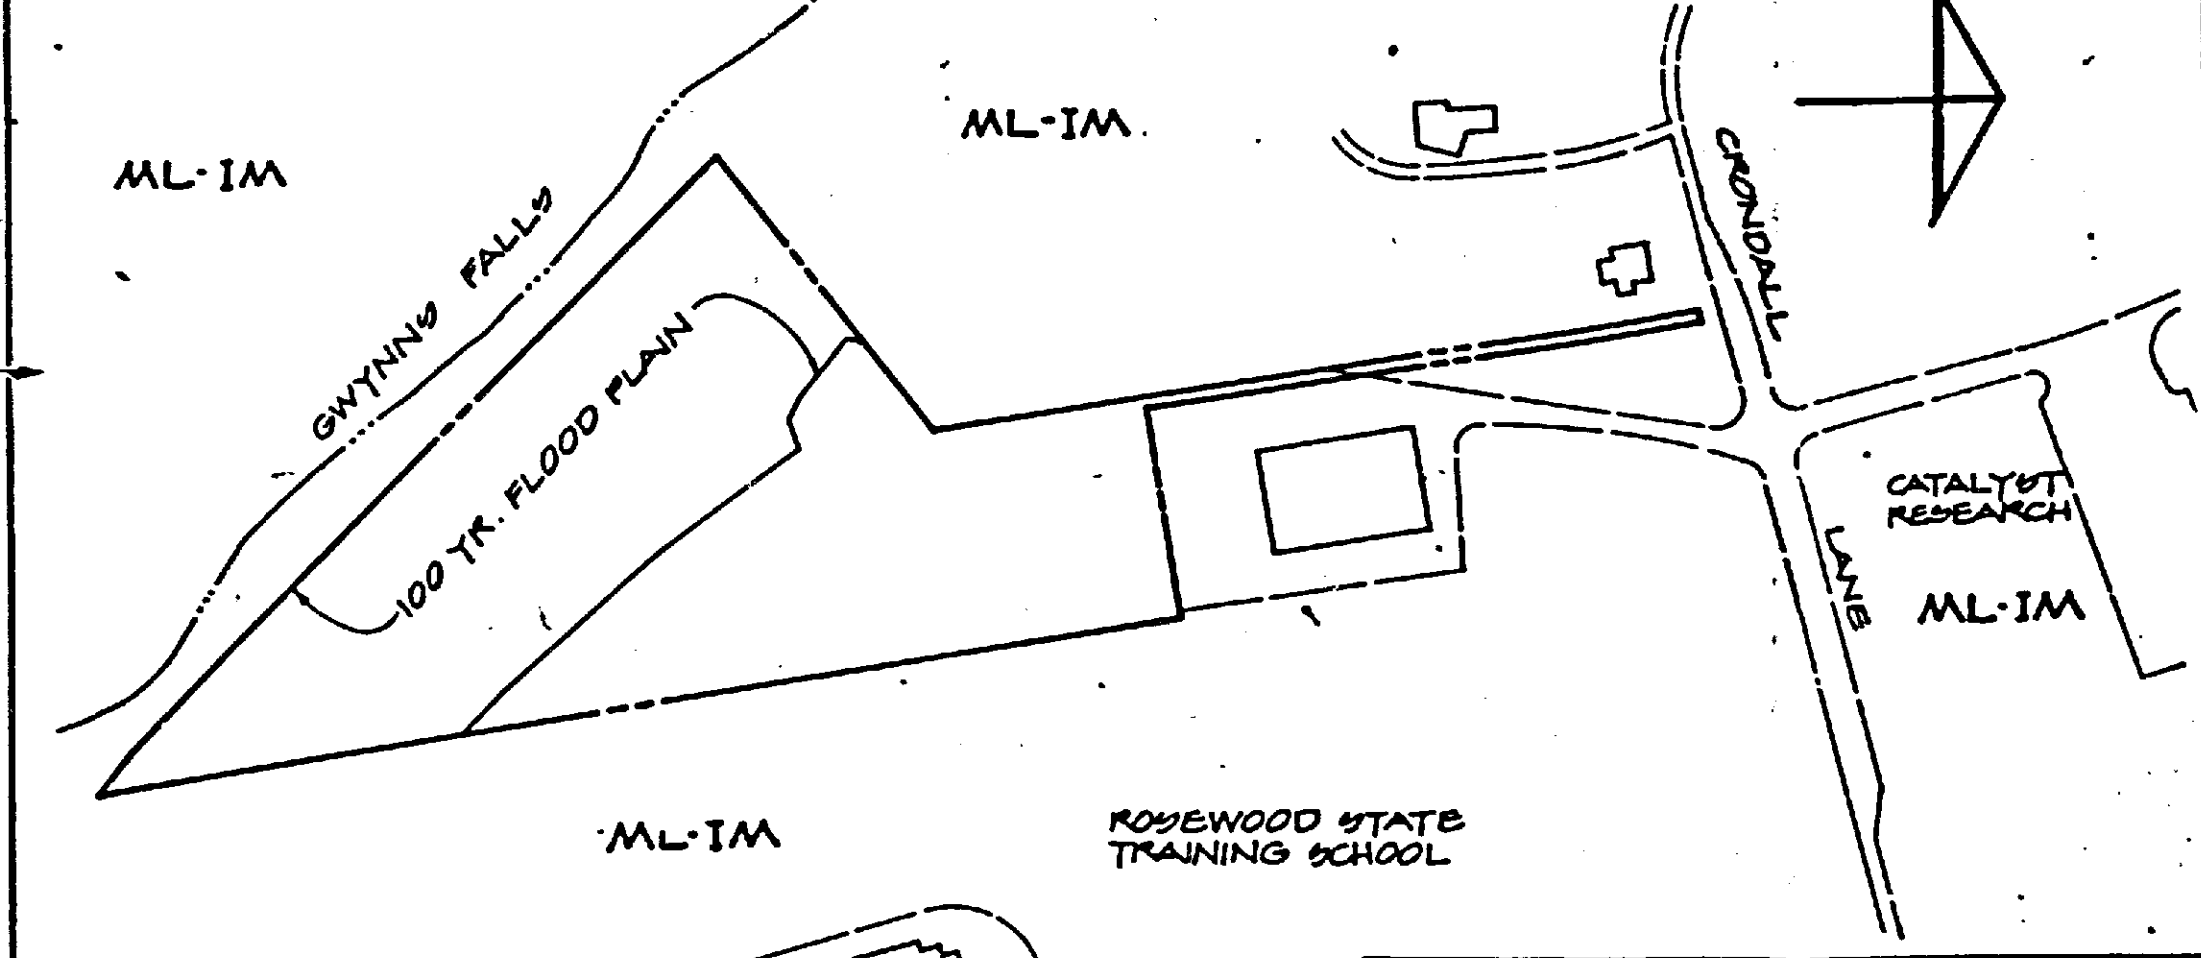 ML-IM
ML-IM
GWYNNS FALLS
100 YR. FLOOD PLAIN
CRONDALL
LANE
CATALYST
RESEARCH
ML-IM
ML-IM
ROSEWOOD STATE
TRAINING SCHOOL